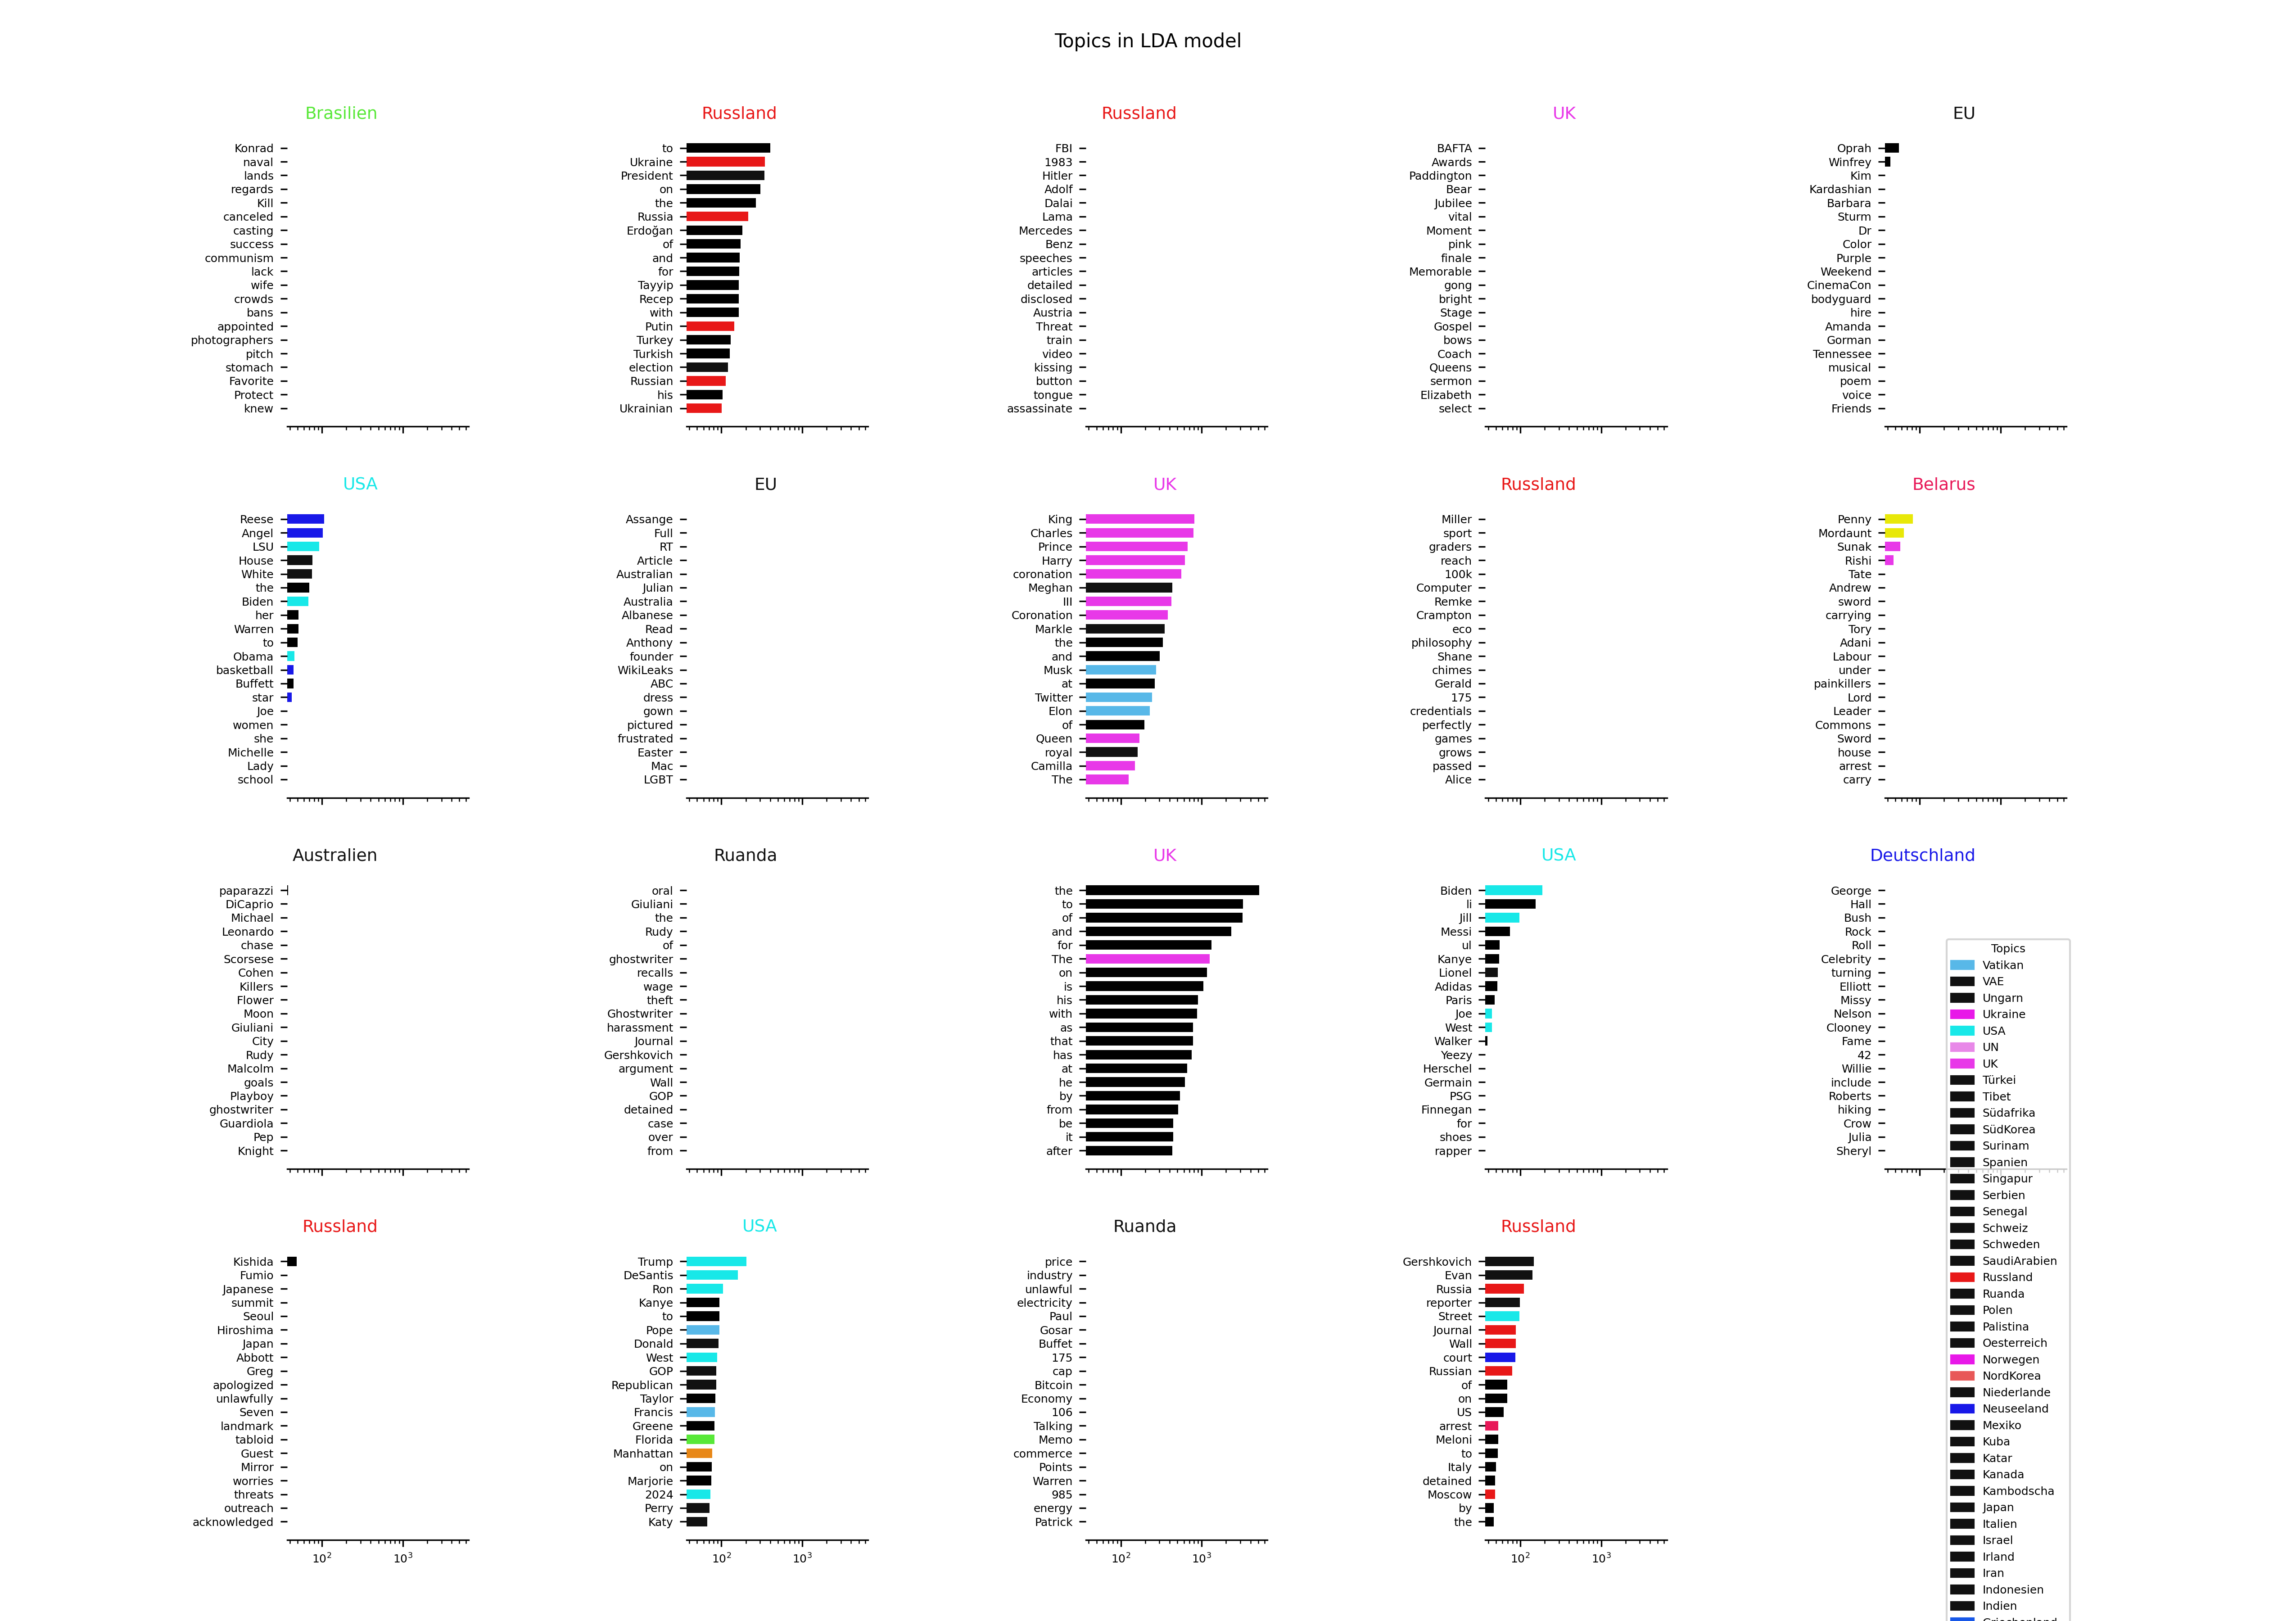 Topics in LDA model
Brasilien
Konrad
naval
lands
regards
Kill
canceled
casting
success
communism
lack
wife
crowds
bans
appointed
photographers
pitch
stomach
Favorite
Protect
knew
Russland
to
Ukraine
President
on
the
Russia
Erdoğan
of
and
for
Tayyip
Recep
with
Putin
Turkey
Turkish
election
Russian
his
Ukrainian
Russland
FBI
1983
Hitler
Adolf
Dalai
Lama
Mercedes
Benz
speeches
articles
detailed
disclosed
Austria
Threat
train
video
kissing
button
tongue
assassinate
UK
BAFTA
Awards
Paddington
Bear
Jubilee
vital
Moment
pink
finale
Memorable
gong
bright
Stage
Gospel
bows
Coach
Queens
sermon
Elizabeth
select
EU
Oprah
Winfrey
Kim
Kardashian
Barbara
Sturm
Dr
Color
Purple
Weekend
CinemaCon
bodyguard
hire
Amanda
Gorman
Tennessee
musical
poem
voice
Friends
USA
Reese
Angel
LSU
House
White
the
Biden
her
Warren
to
Obama
basketball
Buffett
star
Joe
women
she
Michelle
Lady
school
EU
Assange
Full
RT
Article
Australian
Julian
Australia
Albanese
Read
Anthony
founder
WikiLeaks
ABC
dress
gown
pictured
frustrated
Easter
Mac
LGBT
UK
King
Charles
Prince
Harry
coronation
Meghan
III
Coronation
Markle
the
and
Musk
at
Twitter
Elon
of
Queen
royal
Camilla
The
Russland
Miller
sport
graders
reach
100k
Computer
Remke
Crampton
eco
philosophy
Shane
chimes
Gerald
175
credentials
perfectly
games
grows
passed
Alice
Belarus
Penny
Mordaunt
Sunak
Rishi
Tate
Andrew
sword
carrying
Tory
Adani
Labour
under
painkillers
Lord
Leader
Commons
Sword
house
arrest
carry
Australien
paparazzi
DiCaprio
Michael
Leonardo
chase
Scorsese
Cohen
Killers
Flower
Moon
Giuliani
City
Rudy
Malcolm
goals
Playboy
ghostwriter
Guardiola
Pep
Knight
Ruanda
oral
Giuliani
the
Rudy
of
ghostwriter
recalls
wage
theft
Ghostwriter
harassment
Journal
Gershkovich
argument
Wall
GOP
detained
case
over
from
UK
the
to
of
and
for
The
on
is
his
with
as
that
has
at
he
by
from
be
it
after
USA
Biden
li
Jill
Messi
ul
Kanye
Lionel
Adidas
Paris
Joe
West
Walker
Yeezy
Herschel
Germain
PSG
Finnegan
for
shoes
rapper
Deutschland
George
Hall
Bush
Rock
Roll
Celebrity
turning
Elliott
Missy
Nelson
Clooney
Fame
42
Willie
include
Roberts
hiking
Crow
Julia
Sheryl
Russland
Kishida
Fumio
Japanese
summit
Seoul
Hiroshima
Japan
Abbott
Greg
apologized
unlawfully
Seven
landmark
tabloid
Guest
Mirror
worries
threats
outreach
acknowledged
10²
10³
USA
Trump
DeSantis
Ron
Kanye
to
Pope
Donald
West
GOP
Republican
Taylor
Francis
Greene
Florida
Manhattan
on
Marjorie
2024
Perry
Katy
10²
10³
Ruanda
price
industry
unlawful
electricity
Paul
Gosar
Buffet
175
cap
Bitcoin
Economy
106
Talking
Memo
commerce
Points
Warren
985
energy
Patrick
10²
10³
Russland
Gershkovich
Evan
Russia
reporter
Street
Journal
Wall
court
Russian
of
on
US
arrest
Meloni
to
Italy
detained
Moscow
by
the
10²
10³
Topics
Vatikan
VAE
Ungarn
Ukraine
USA
UN
UK
Türkei
Tibet
Südafrika
SüdKorea
Surinam
Spanien
Singapur
Serbien
Senegal
Schweiz
Schweden
SaudiArabien
Russland
Ruanda
Polen
Palistina
Oesterreich
Norwegen
NordKorea
Niederlande
Neuseeland
Mexiko
Kuba
Katar
Kanada
Kambodscha
Japan
Italien
Israel
Irland
Iran
Indonesien
Indien